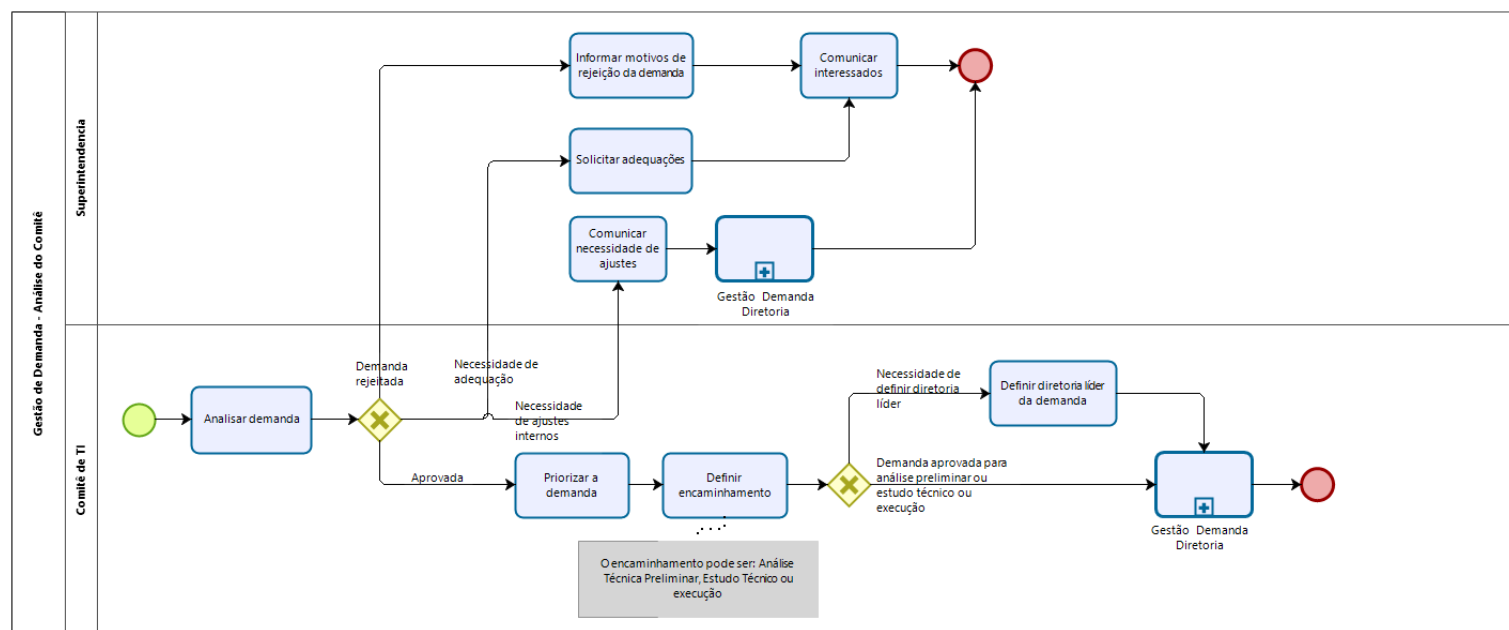 Gestão de Demanda - Análise do Comitê
Superintendencia
Informar motivos de
rejeição da demanda
Comunicar
interessados
Solicitar adequações
Comunicar
necessidade de
ajustes
Gestão Demanda
Diretoria
Comitê de TI
Analisar demanda
Demanda
rejeitada
Necessidade de
adequação
Necessidade
de ajustes
internos
Aprovada
Priorizar a
demanda
Definir
encaminhamento
O encaminhamento pode ser: Análise
Técnica Preliminar, Estudo Técnico ou
execução
Necessidade de
definir diretoria
líder
Definir diretoria líder
da demanda
Demanda aprovada para
análise preliminar ou
estudo técnico ou
execução
Gestão Demanda
Diretoria